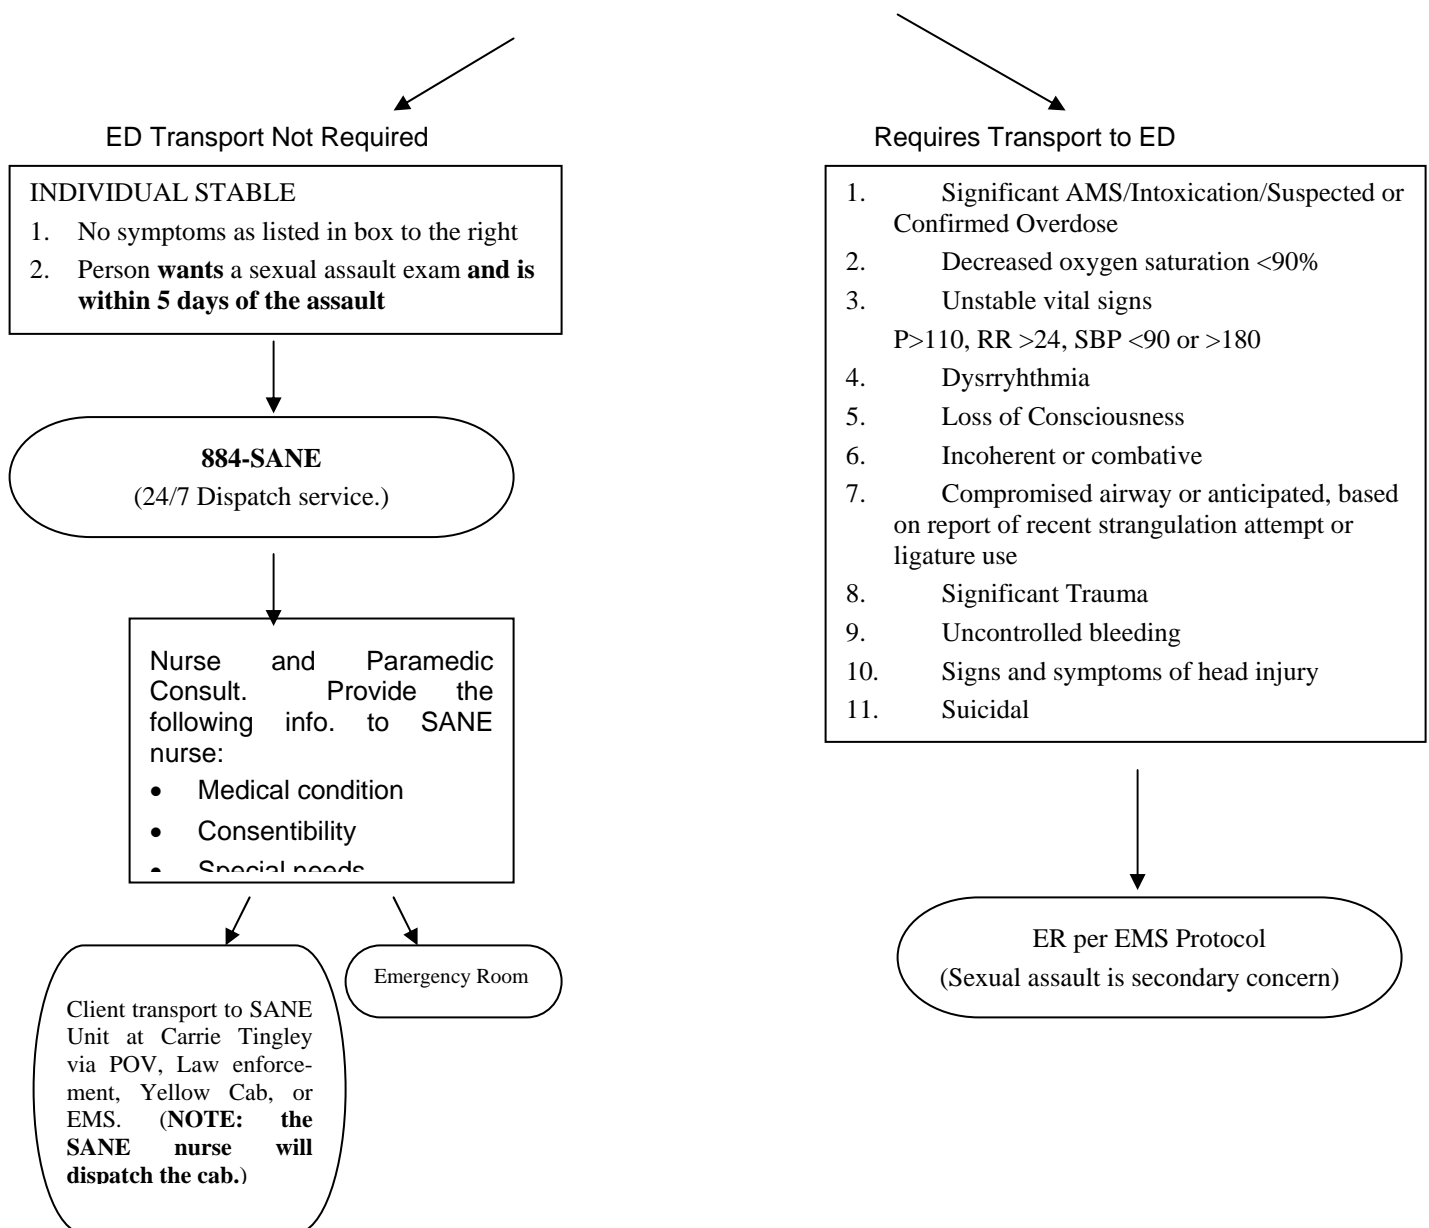 ED Transport Not Required
INDIVIDUAL STABLE
1. No symptoms as listed in box to the right
2. Person wants a sexual assault exam and is
within 5 days of the assault
884-SANE
(24/7 Dispatch service.)
Nurse and Paramedic
Consult. Provide the
following info. to SANE
nurse:
• Medical condition
• Consentibility
• Special needs
Client transport to SANE
Unit at Carrie Tingley
via POV, Law enforce-
ment, Yellow Cab, or
EMS. (NOTE: the
SANE nurse will
dispatch the cab.)
Emergency Room
Requires Transport to ED
1. Significant AMS/Intoxication/Suspected or
Confirmed Overdose
2. Decreased oxygen saturation <90%
3. Unstable vital signs
P>110, RR >24, SBP <90 or >180
4. Dysrryhthmia
5. Loss of Consciousness
6. Incoherent or combative
7. Compromised airway or anticipated, based
on report of recent strangulation attempt or
ligature use
8. Significant Trauma
9. Uncontrolled bleeding
10. Signs and symptoms of head injury
11. Suicidal
ER per EMS Protocol
(Sexual assault is secondary concern)